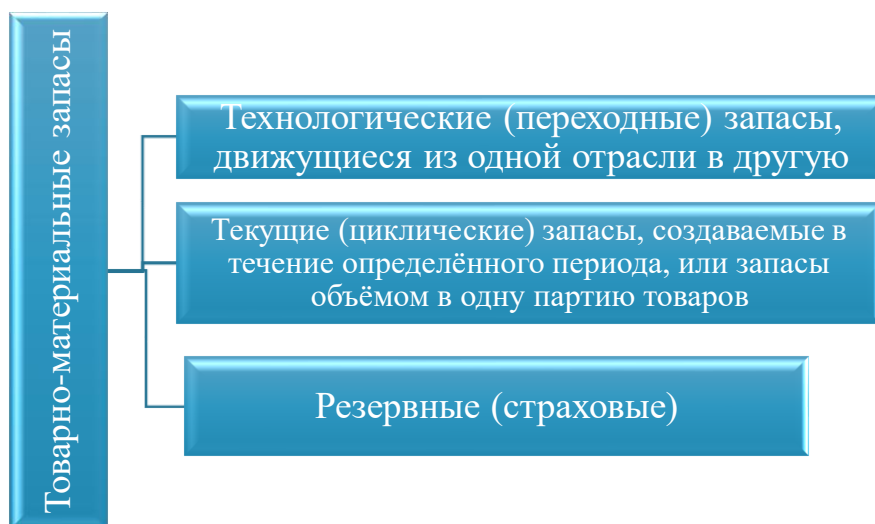 Товарно-материальные запасы
Технологические (переходные) запасы,
движущиеся из одной отрасли в другую
Текущие (циклические) запасы, создаваемые в
течение определённого периода, или запасы
объёмом в одну партию товаров
Резервные (страховые)